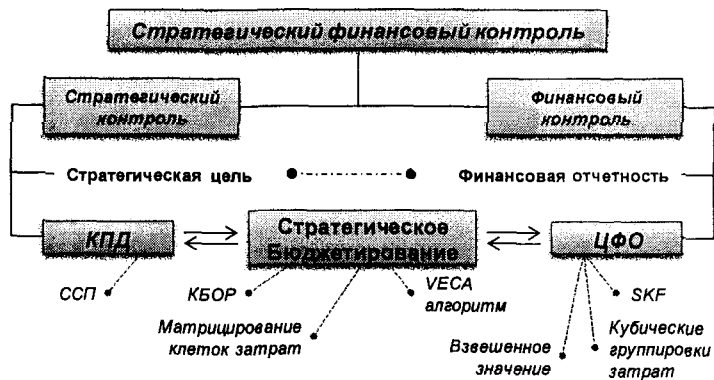 Стратегический финансовый контроль
Стратегический
контроль
Финансовый
контроль
Стратегическая цель
Финансовая отчетность
КПД
Стратегическое
Бюджетирование
ЦФО
ССП
КБОР
VECA
алгоритм
SKF
Матрицирование
клеток затрат
Взвешенное
значение
Кубические
группировки
затрат